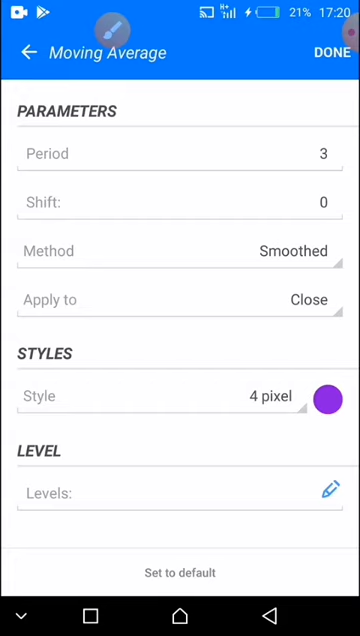 21% 17:20
Moving Average DONE
PARAMETERS
Period 3
Shift: 0
Method Smoothed
Apply to Close
STYLES
Style 4 pixel
LEVEL
Levels:
Set to default